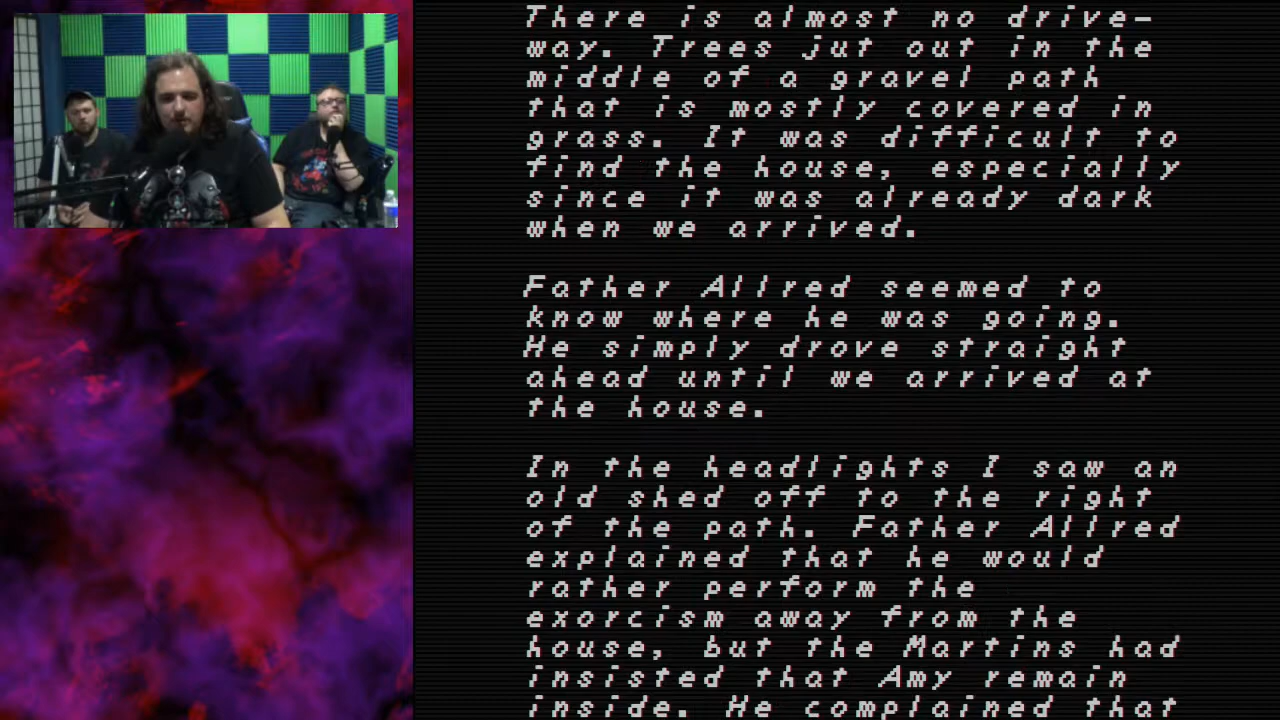 There is almost no drive-
way. Trees jut out in the
middle of a gravel path
that is mostly covered in
grass. It was difficult to
find the house, especially
since it was already dark
when we arrived.
Father Allred seemed to
know where he was going.
He simply drove straight
ahead until we arrived at
the house.
In the headlights I saw an
old shed off to the right
of the path. Father Allred
explained that he would
rather perform the
exorcism away from the
house, but the Martins had
insisted that Amy remain
inside. He complained that